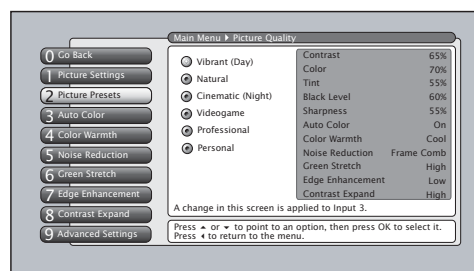 Main Menu ▸ Picture Quality
0 Go Back
1 Picture Settings
2 Picture Presets
3 Auto Color
4 Color Warmth
5 Noise Reduction
6 Green Stretch
7 Edge Enhancement
8 Contrast Expand
9 Advanced Settings
Vibrant (Day)
Natural
Cinematic (Night)
Videogame
Professional
Personal
Contrast 65%
Color 70%
Tint 55%
Black Level 60%
Sharpness 55%
Auto Color On
Color Warmth Cool
Noise Reduction Frame Comb
Green Stretch High
Edge Enhancement Low
Contrast Expand High
A change in this screen is applied to Input 3.
Press ▲ or ▼ to point to an option, then press OK to select it.
Press ◂ to return to the menu.